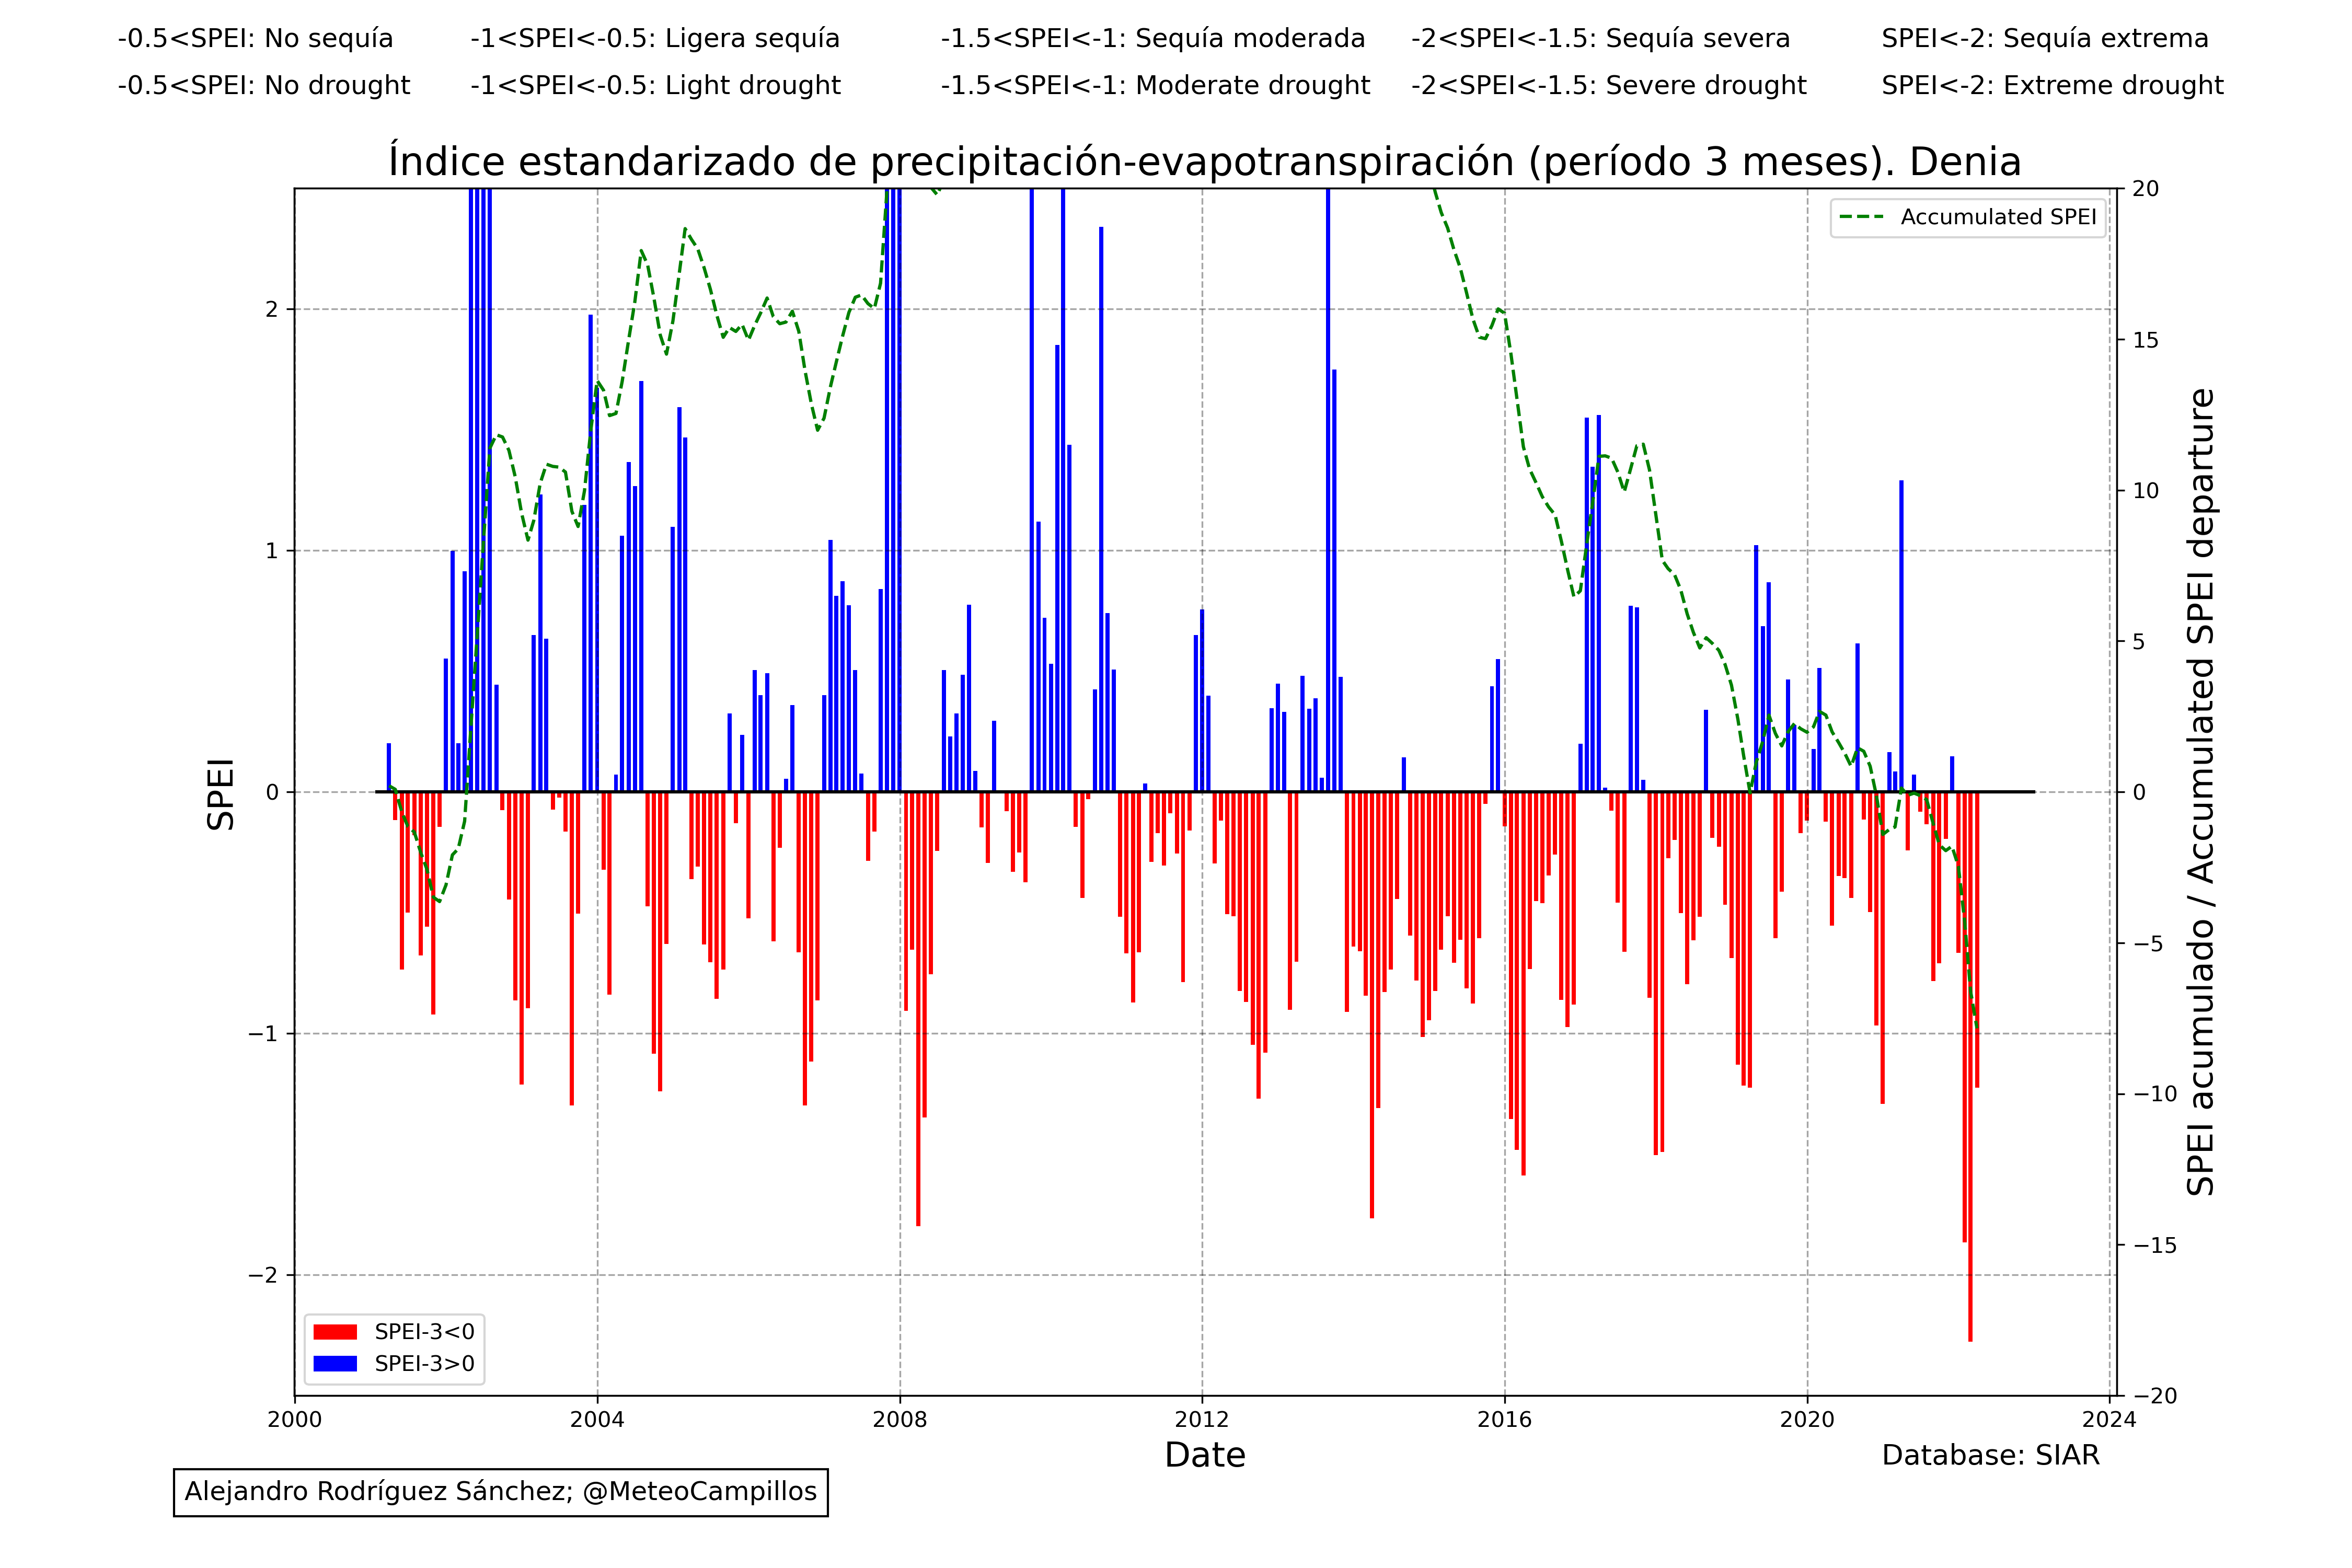 -0.5<SPEI: No sequía -1<SPEI<-0.5: Ligera sequía -1.5<SPEI<-1: Sequía moderada -2<SPEI<-1.5: Sequía severa SPEI<-2: Sequía extrema
-0.5<SPEI: No drought -1<SPEI<-0.5: Light drought -1.5<SPEI<-1: Moderate drought -2<SPEI<-1.5: Severe drought SPEI<-2: Extreme drought
Índice estandarizado de precipitación-evapotranspiración (período 3 meses). Denia
Accumulated SPEI
SPEI
2
1
0
−1
−2
20
15
10
5
0
−5
−10
−15
−20
SPEI acumulado / Accumulated SPEI departure
SPEI-3<0
SPEI-3>0
2000 2004 2008 2012 2016 2020 2024
Date
Database: SIAR
Alejandro Rodríguez Sánchez; @MeteoCampillos